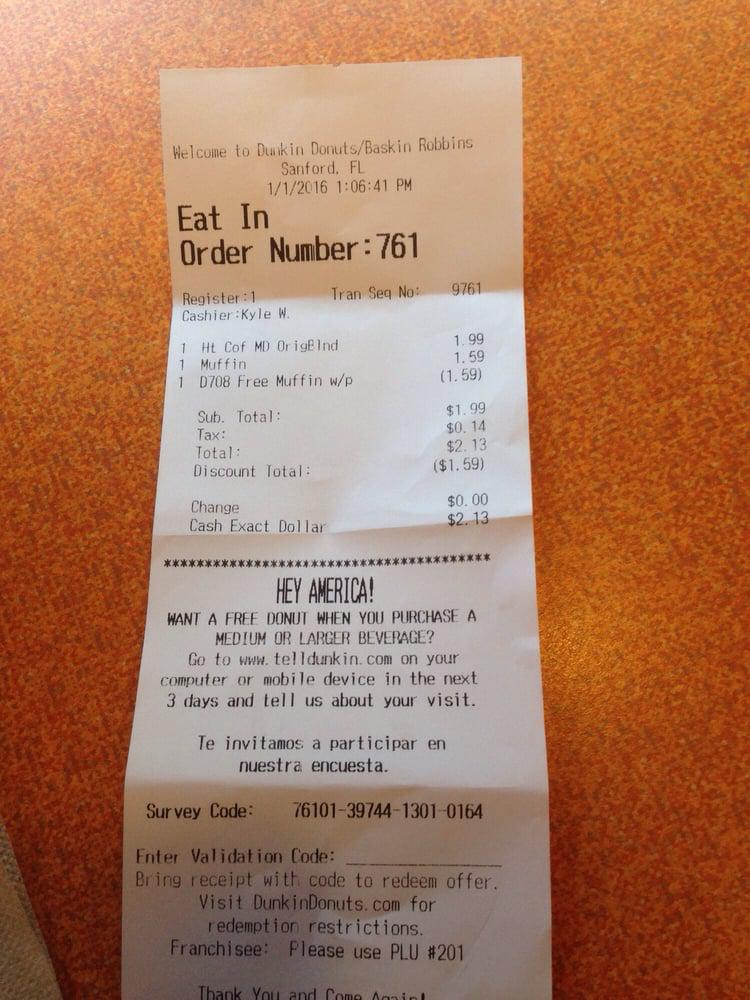 Welcome to Dunkin Donuts/Baskin Robbins
Sanford, FL
1/1/2016 1:06:41 PM
Eat In
Order Number:761
Register:1 Tran Seq No: 9761
Cashier:Kyle W.
1 Ht Cof MD OrigBlnd 1.99
1 Muffin 1.59
1 D708 Free Muffin w/p (1.59)
Sub. Total: $1.99
Tax: $0.14
Total: $2.13
Discount Total: ($1.59)
Change $0.00
Cash Exact Dollar $2.13
****************************************
HEY AMERICA!
WANT A FREE DONUT WHEN YOU PURCHASE A
MEDIUM OR LARGER BEVERAGE?
Go to www.telldunkin.com on your
computer or mobile device in the next
3 days and tell us about your visit.
Te invitamos a participar en
nuestra encuesta.
Survey Code: 76101-39744-1301-0164
Enter Validation Code: ______________
Bring receipt with code to redeem offer.
Visit DunkinDonuts.com for
redemption restrictions.
Franchisee: Please use PLU #201
Thank You and Come Again!